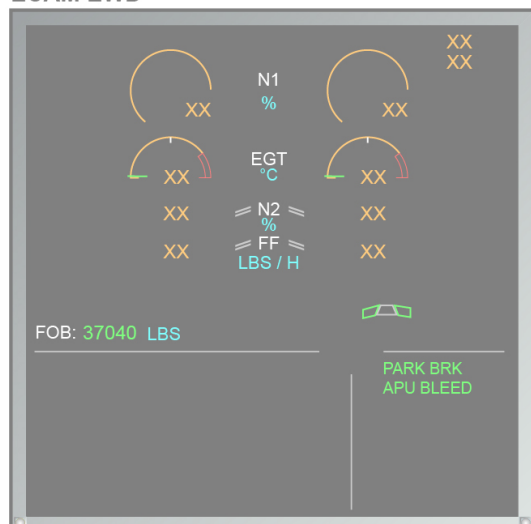 XX
XX
N1
%
XX XX
EGT
°C
XX XX
XX N2 XX
%
XX FF XX
LBS / H
FOB: 37040 LBS
PARK BRK
APU BLEED